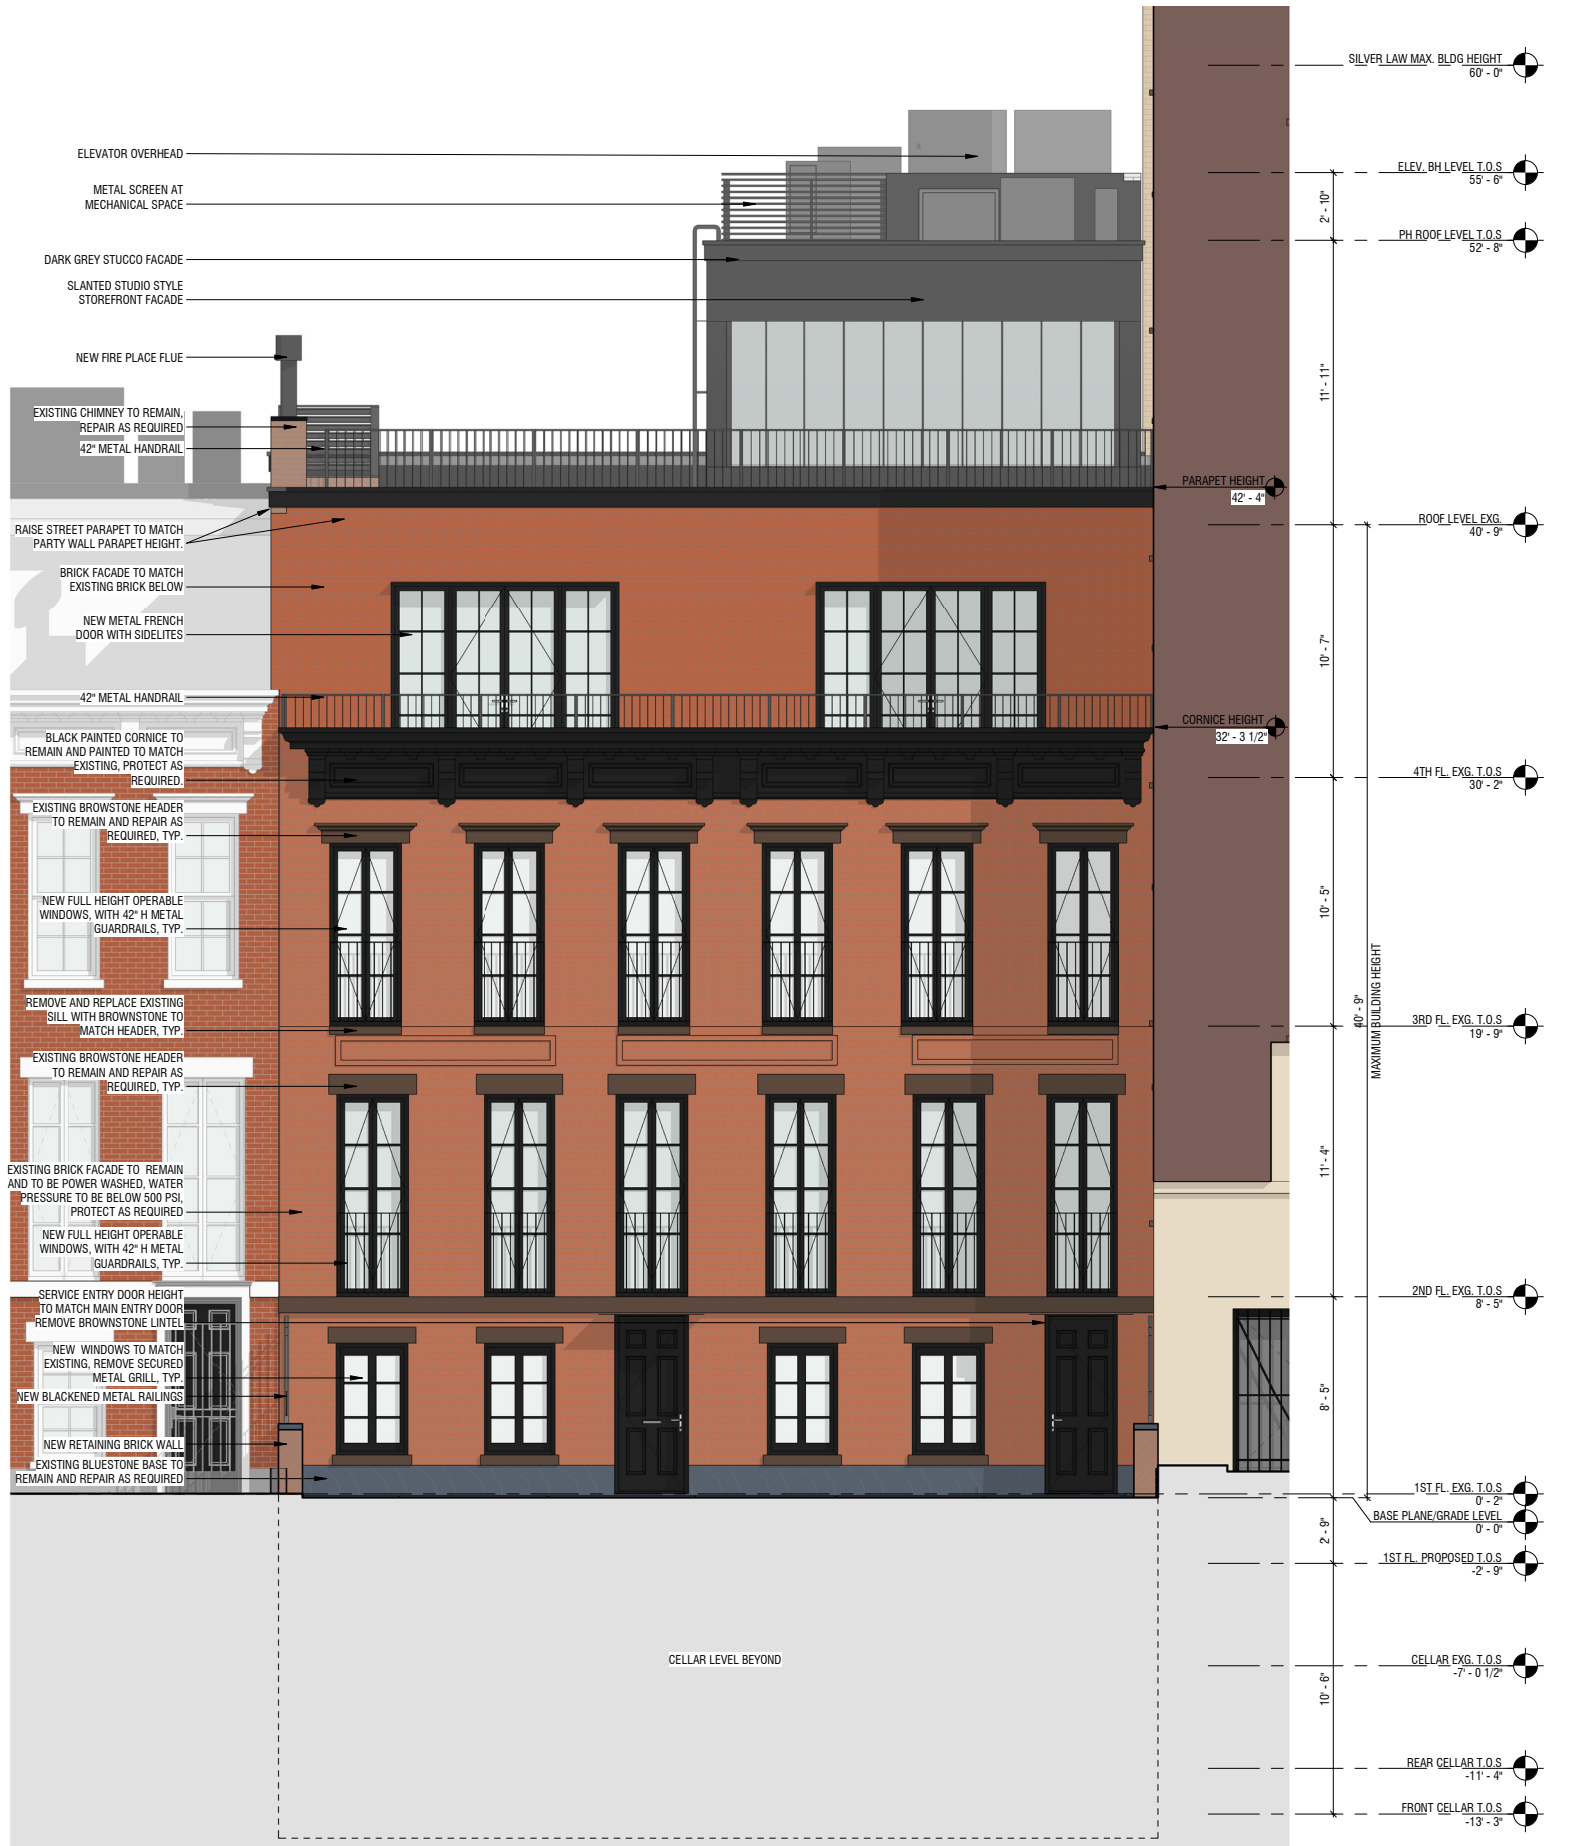 SILVER LAW MAX. BLDG HEIGHT
60' - 0"
ELEVATOR OVERHEAD
ELEV. BH LEVEL T.O.S
55' - 6"
METAL SCREEN AT
MECHANICAL SPACE
2' - 10"
PH ROOF LEVEL T.O.S
52' - 8"
DARK GREY STUCCO FACADE
SLANTED STUDIO STYLE
STOREFRONT FACADE
NEW FIRE PLACE FLUE
11' - 11"
EXISTING CHIMNEY TO REMAIN,
REPAIR AS REQUIRED
42" METAL HANDRAIL
PARAPET HEIGHT
42' - 4"
ROOF LEVEL EXG.
40' - 9"
RAISE STREET PARAPET TO MATCH
PARTY WALL PARAPET HEIGHT.
BRICK FACADE TO MATCH
EXISTING BRICK BELOW
NEW METAL FRENCH
DOOR WITH SIDELITES
10' - 7"
42" METAL HANDRAIL
CORNICE HEIGHT
32' - 3 1/2"
BLACK PAINTED CORNICE TO
REMAIN AND PAINTED TO MATCH
EXISTING, PROTECT AS
REQUIRED.
4TH FL. EXG. T.O.S
30' - 2"
EXISTING BROWSTONE HEADER
TO REMAIN AND REPAIR AS
REQUIRED, TYP.
NEW FULL HEIGHT OPERABLE
WINDOWS, WITH 42" H METAL
GUARDRAILS, TYP.
10' - 5"
REMOVE AND REPLACE EXISTING
SILL WITH BROWNSTONE TO
MATCH HEADER, TYP.
40' - 9"
MAXIMUM BUILDING HEIGHT
3RD FL. EXG. T.O.S
19' - 9"
EXISTING BROWSTONE HEADER
TO REMAIN AND REPAIR AS
REQUIRED, TYP.
11' - 4"
EXISTING BRICK FACADE TO REMAIN
AND TO BE POWER WASHED, WATER
PRESSURE TO BE BELOW 500 PSI,
PROTECT AS REQUIRED
NEW FULL HEIGHT OPERABLE
WINDOWS, WITH 42" H METAL
GUARDRAILS, TYP.
2ND FL. EXG. T.O.S
8' - 5"
SERVICE ENTRY DOOR HEIGHT
TO MATCH MAIN ENTRY DOOR
REMOVE BROWNSTONE LINTEL
NEW WINDOWS TO MATCH
EXISTING, REMOVE SECURED
METAL GRILL, TYP.
8' - 5"
NEW BLACKENED METAL RAILINGS
NEW RETAINING BRICK WALL
EXISTING BLUESTONE BASE TO
REMAIN AND REPAIR AS REQUIRED
1ST FL. EXG. T.O.S
0' - 2"
BASE PLANE/GRADE LEVEL
0' - 0"
2' - 9"
1ST FL. PROPOSED T.O.S
-2' - 9"
CELLAR LEVEL BEYOND
CELLAR EXG. T.O.S
-7' - 0 1/2"
10' - 6"
REAR CELLAR T.O.S
-11' - 4"
FRONT CELLAR T.O.S
-13' - 3"